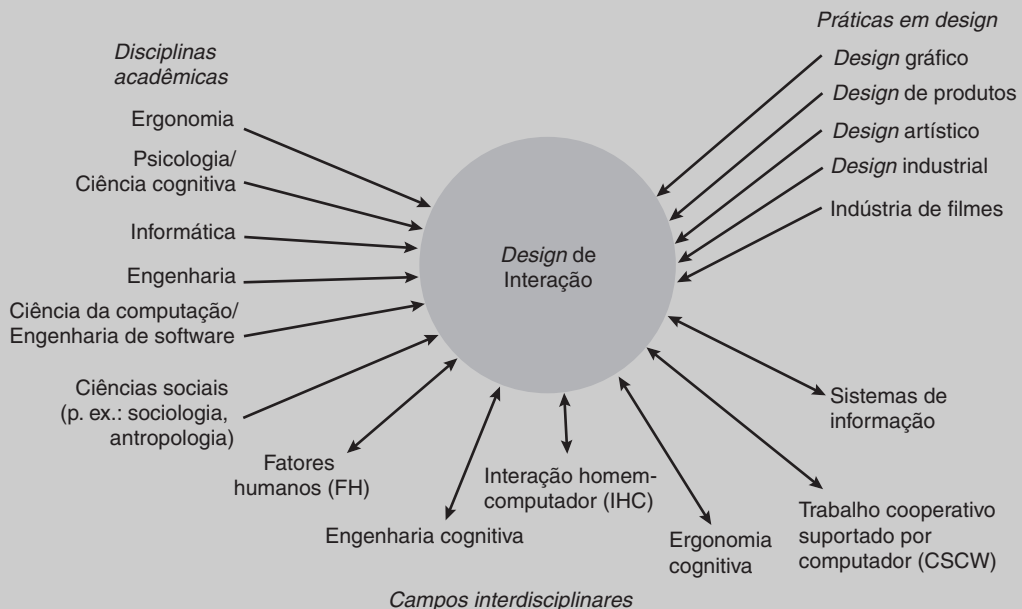 Disciplinas
acadêmicas
Ergonomia
Psicologia/
Ciência cognitiva
Informática
Engenharia
Ciência da computação/
Engenharia de software
Ciências sociais
(p. ex.: sociologia,
antropologia)
Práticas em design
Design gráfico
Design de produtos
Design artístico
Design industrial
Indústria de filmes
Design de
Interação
Fatores
humanos (FH)
Engenharia cognitiva
Interação homem-
computador (IHC)
Ergonomia
cognitiva
Trabalho cooperativo
suportado por
computador (CSCW)
Sistemas de
informação
Campos interdisciplinares